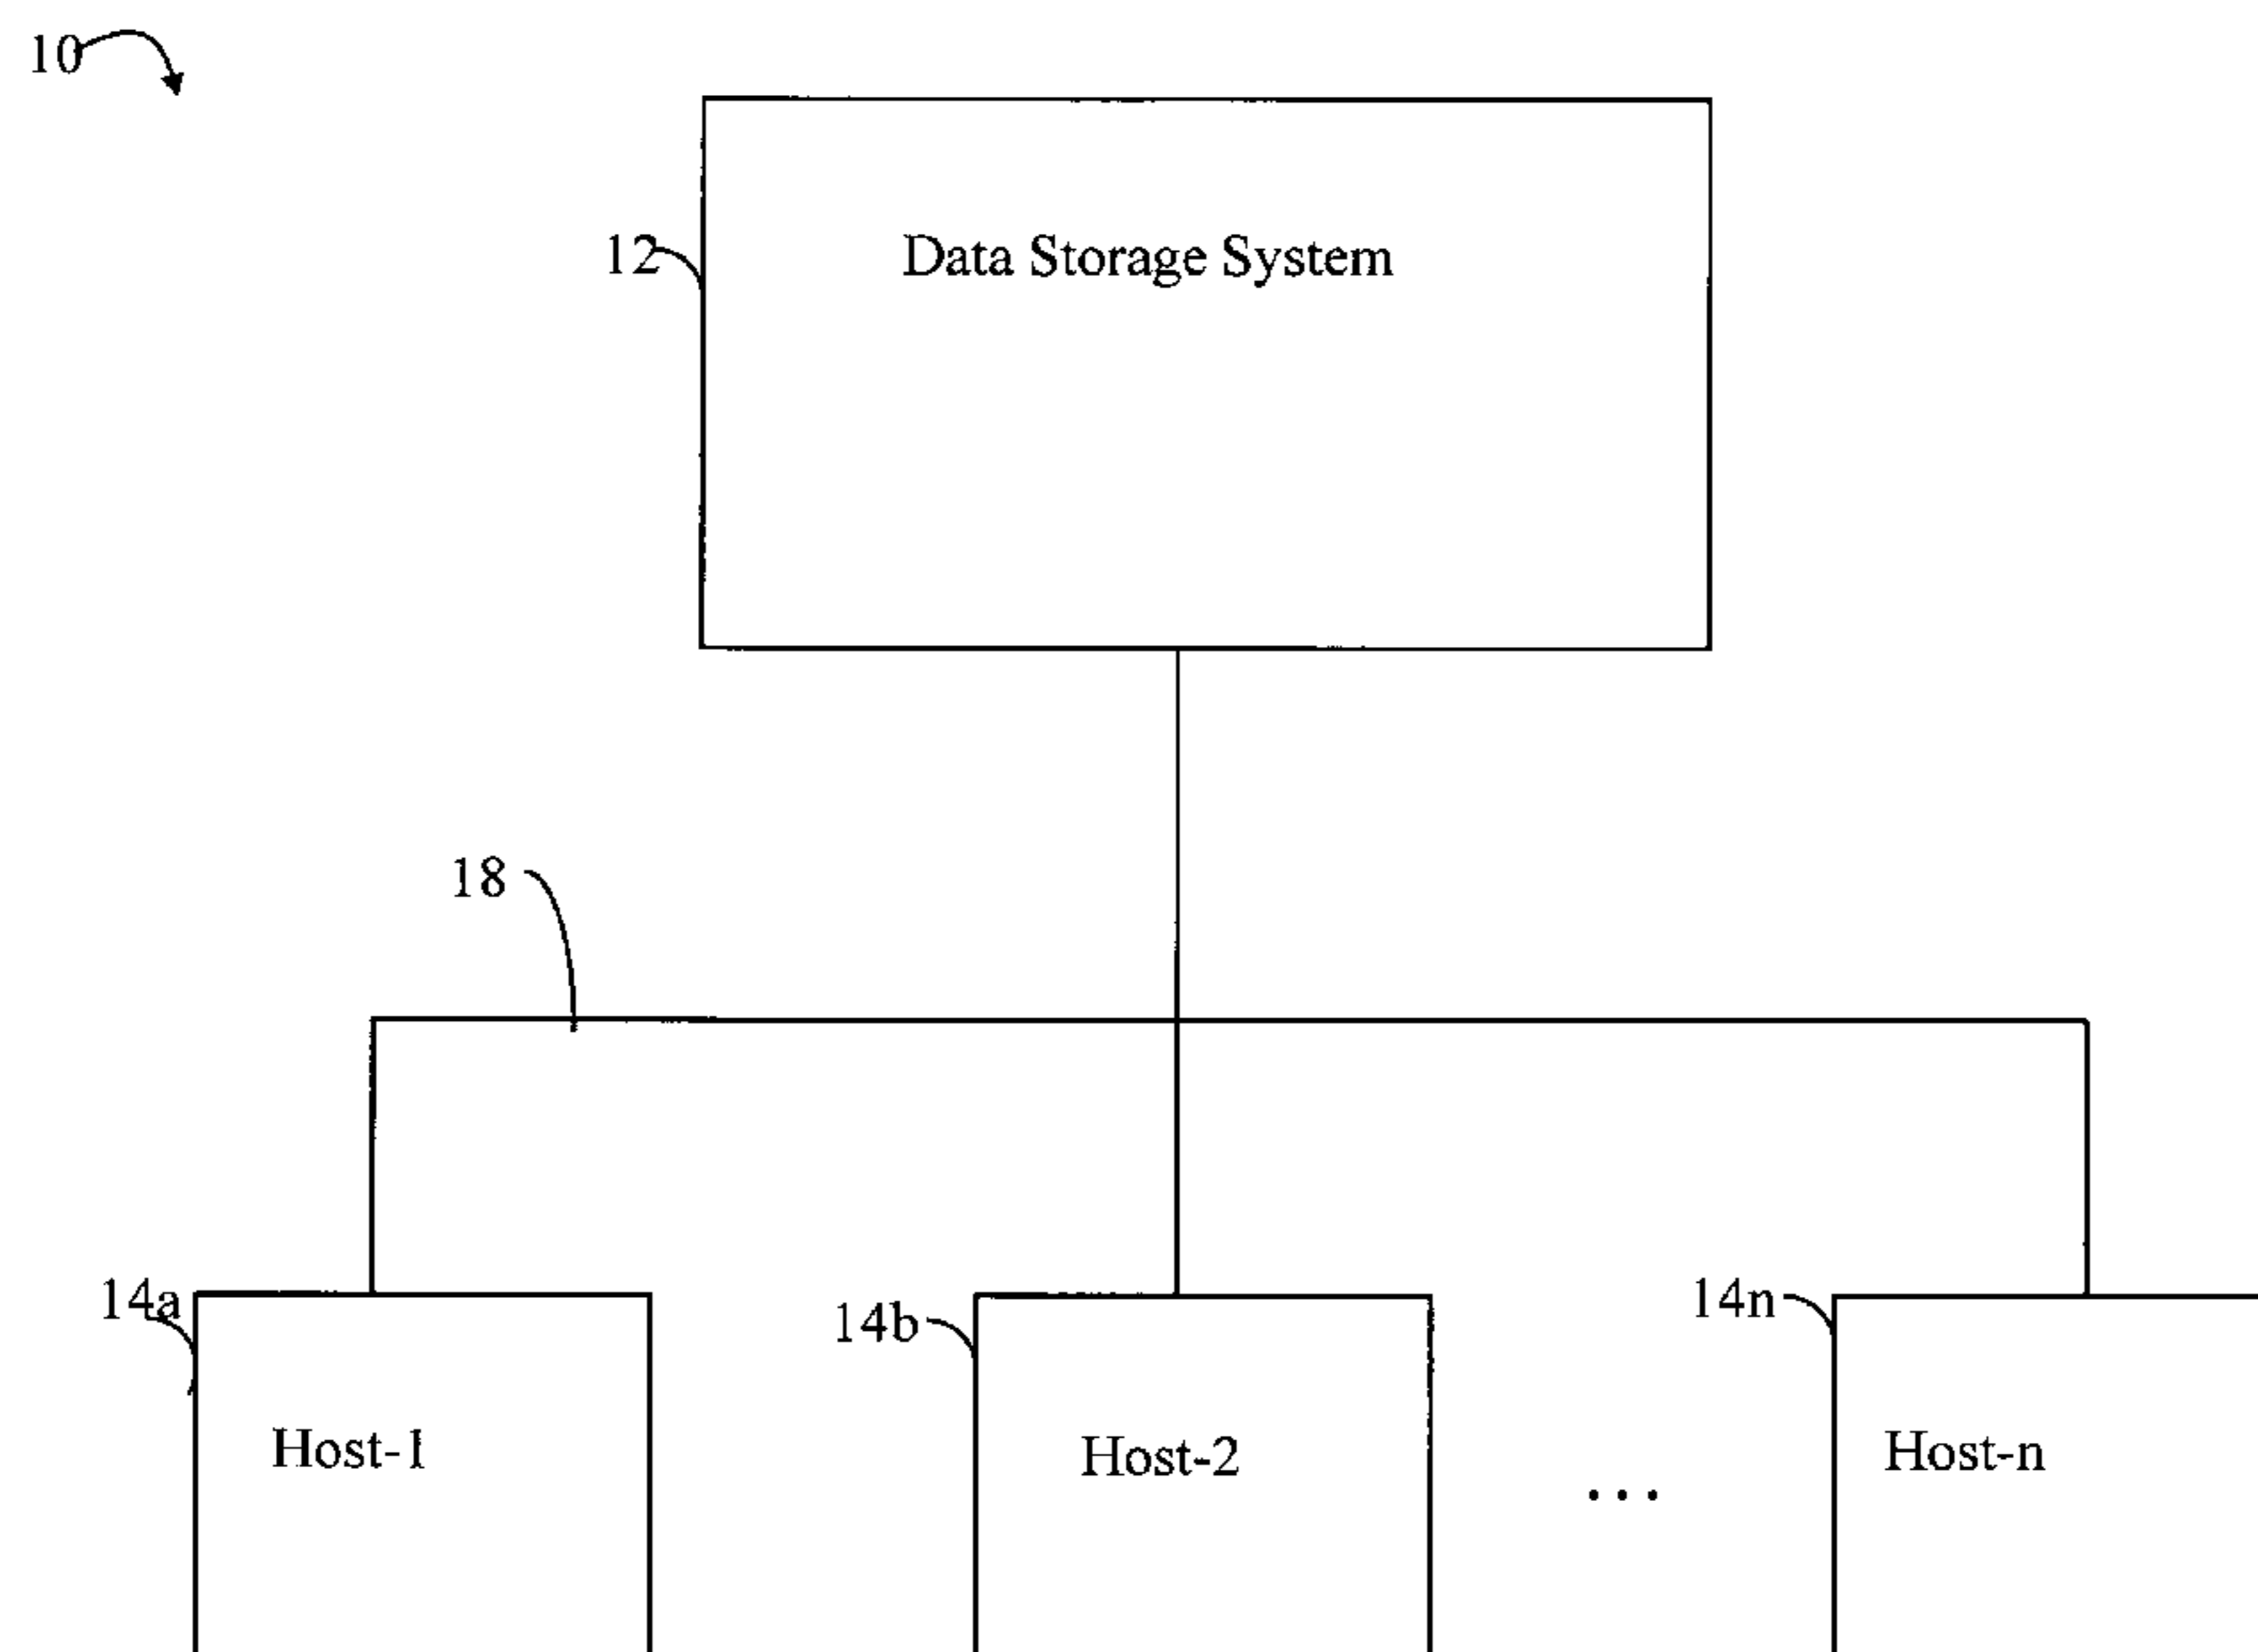 10
12
Data Storage System
18
14a
14b
14n
Host-1
Host-2
...
Host-n